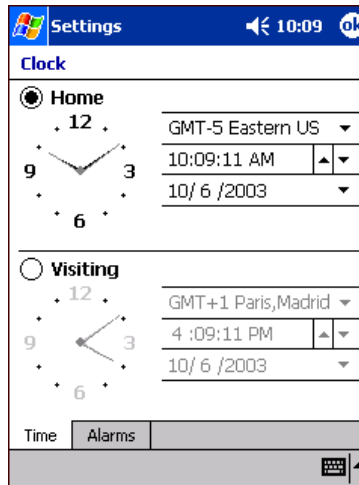 Settings 10:09 ok
Clock
Home
12
9 3
6
GMT-5 Eastern US
10:09:11 AM
10/ 6 /2003
Visiting
12
9 3
6
GMT+1 Paris,Madrid
4 :09:11 PM
10/ 6 /2003
Time Alarms